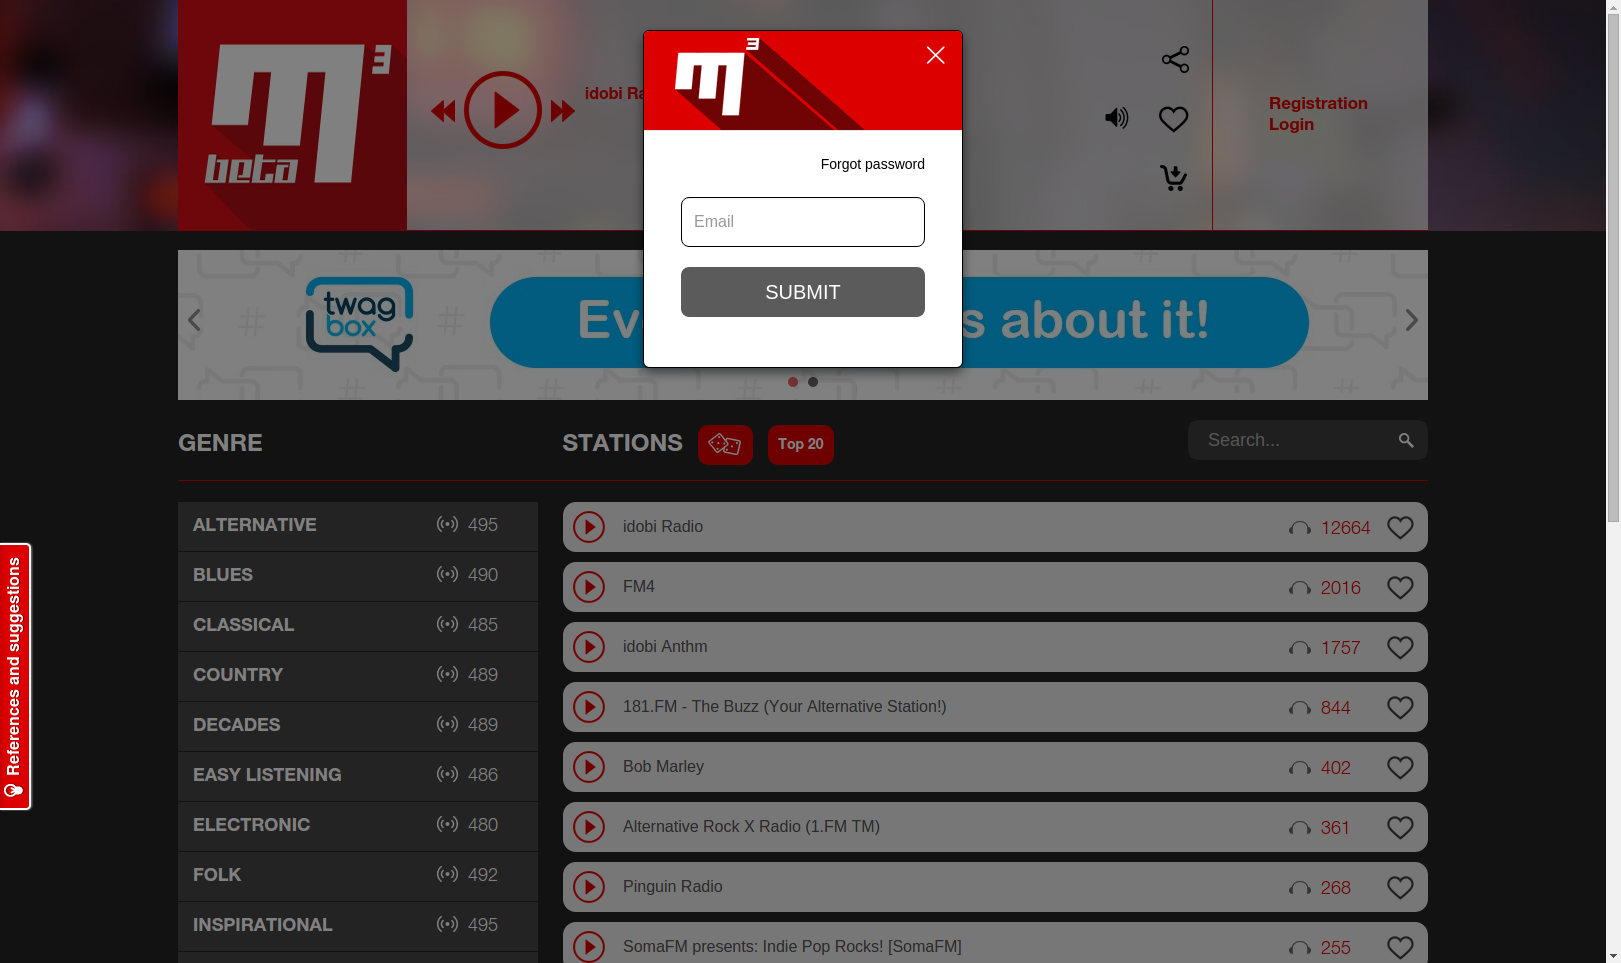 m3
beta
idobi Ra
Registration
Login
m3
Forgot password
Email
SUBMIT
twag
box
Ev
s about it!
GENRE
STATIONS
Top 20
Search...
ALTERNATIVE 495
BLUES 490
CLASSICAL 485
COUNTRY 489
DECADES 489
EASY LISTENING 486
ELECTRONIC 480
FOLK 492
INSPIRATIONAL 495
idobi Radio 12664
FM4 2016
idobi Anthm 1757
181.FM - The Buzz (Your Alternative Station!) 844
Bob Marley 402
Alternative Rock X Radio (1.FM TM) 361
Pinguin Radio 268
SomaFM presents: Indie Pop Rocks! [SomaFM] 255
References and suggestions